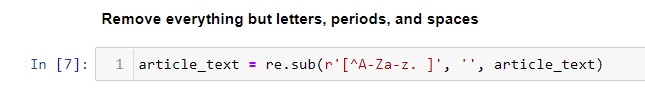 Remove everything but letters, periods, and spaces
In [7]: 1 article_text = re.sub(r'[^A-Za-z. ]', '', article_text)